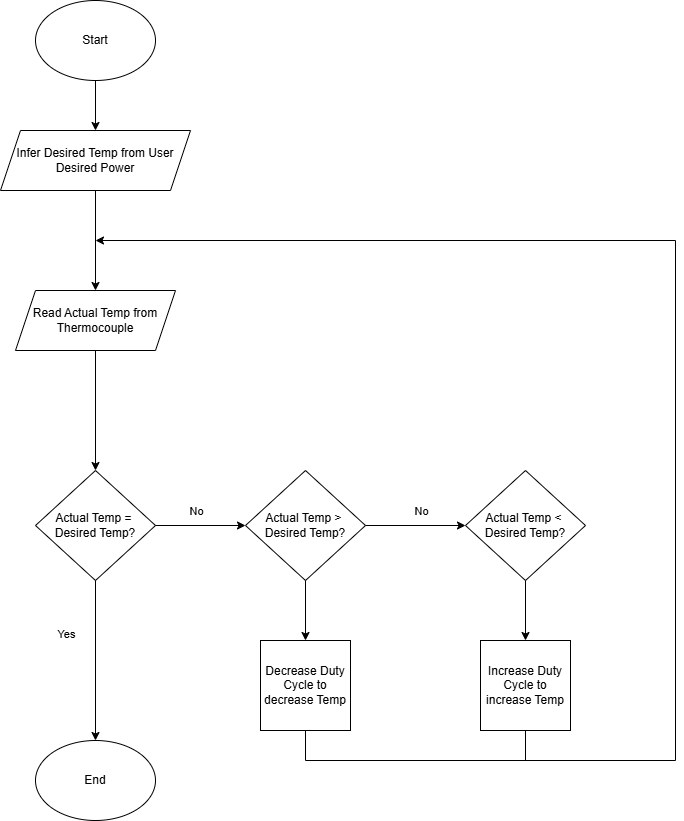 Start
Infer Desired Temp from User
Desired Power
Read Actual Temp from
Thermocouple
Actual Temp =
Desired Temp?
No
Actual Temp >
Desired Temp?
No
Actual Temp <
Desired Temp?
Yes
Decrease Duty
Cycle to
decrease Temp
Increase Duty
Cycle to
increase Temp
End